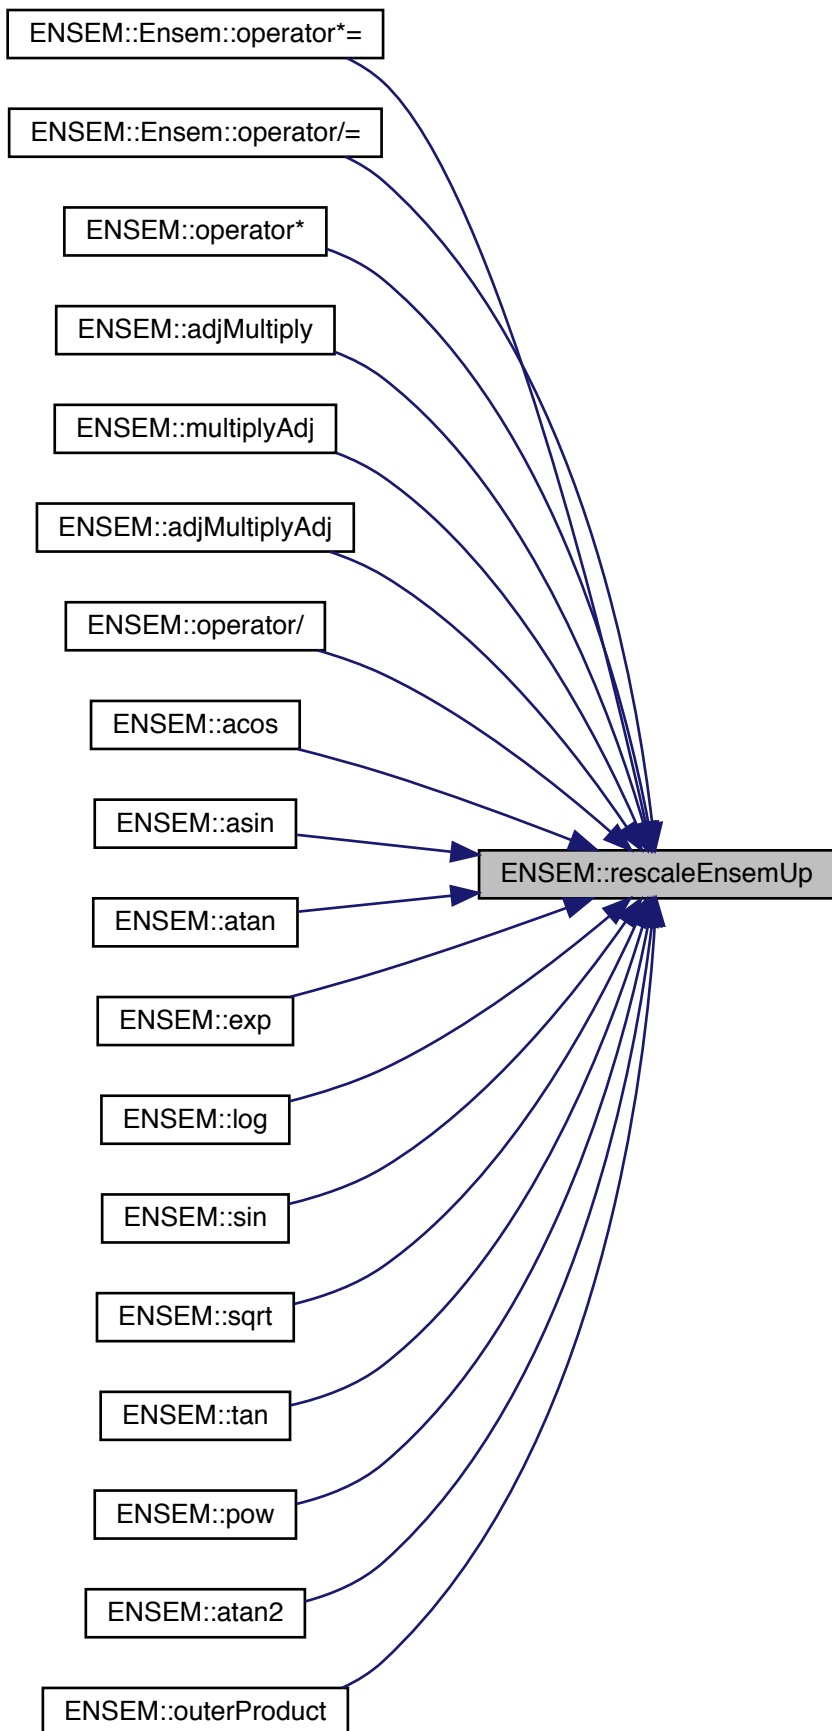 ENSEM::Ensem::operator*=
ENSEM::Ensem::operator/=
ENSEM::operator*
ENSEM::adjMultiply
ENSEM::multiplyAdj
ENSEM::adjMultiplyAdj
ENSEM::operator/
ENSEM::acos
ENSEM::asin
ENSEM::rescaleEnsemUp
ENSEM::atan
ENSEM::exp
ENSEM::log
ENSEM::sin
ENSEM::sqrt
ENSEM::tan
ENSEM::pow
ENSEM::atan2
ENSEM::outerProduct